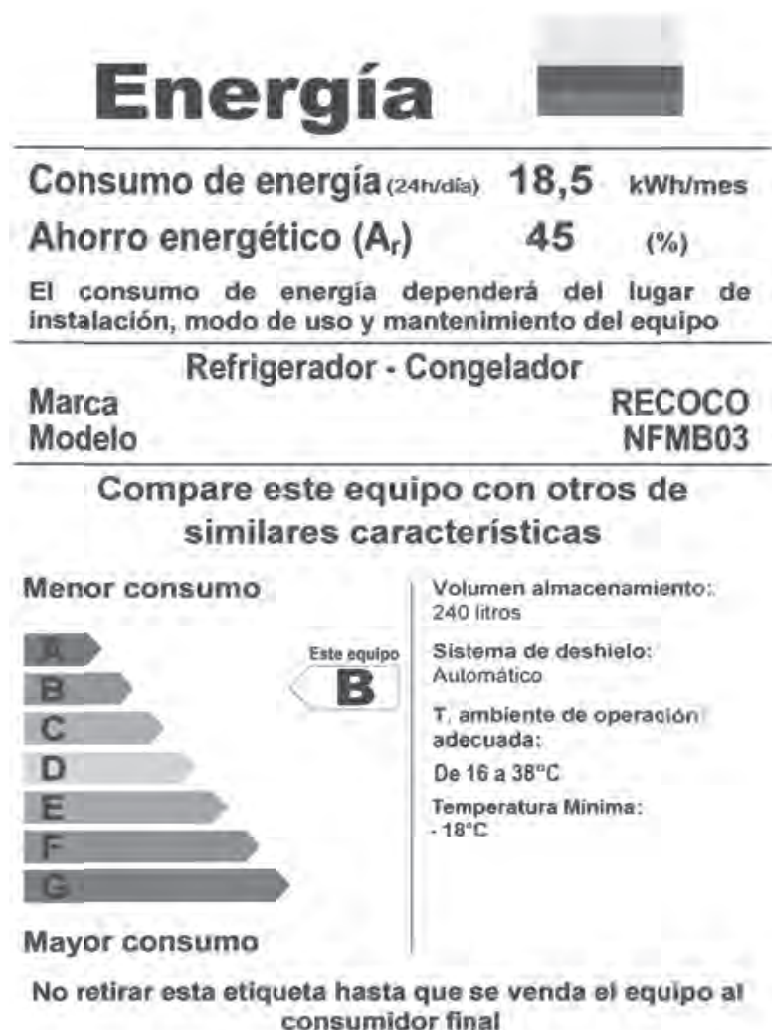 Energía
Consumo de energía (24h/día) 18,5 kWh/mes
Ahorro energético (Ar) 45 (%)
El consumo de energía dependerá del lugar de
instalación, modo de uso y mantenimiento del equipo
Refrigerador - Congelador
Marca RECOCO
Modelo NFMB03
Compare este equipo con otros de
similares características
Menor consumo
A
B
C
D
E
F
G
Mayor consumo
Este equipo
B
Volumen almacenamiento:
240 litros
Sistema de deshielo:
Automático
T. ambiente de operación
adecuada:
De 16 a 38°C
Temperatura Mínima:
- 18°C
No retirar esta etiqueta hasta que se venda el equipo al
consumidor final